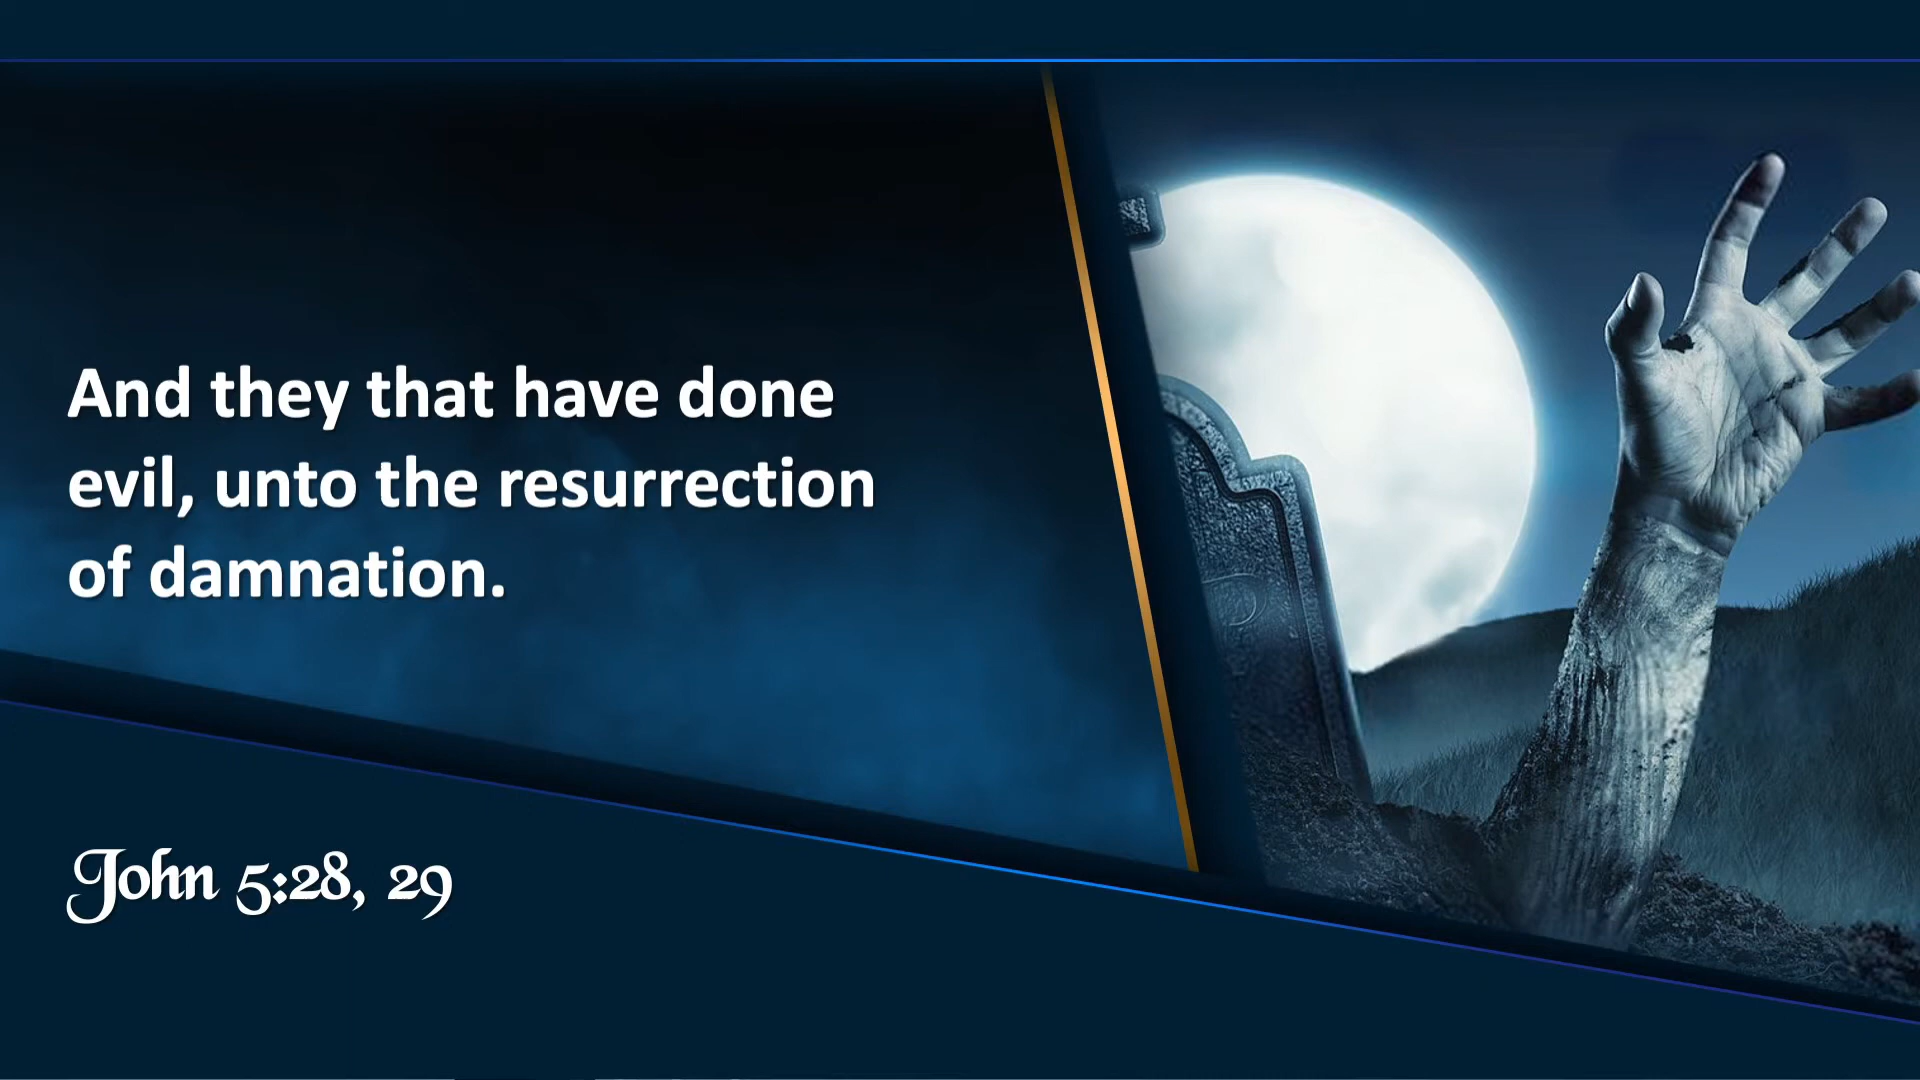 And they that have done
evil, unto the resurrection
of damnation.
John 5:28, 29